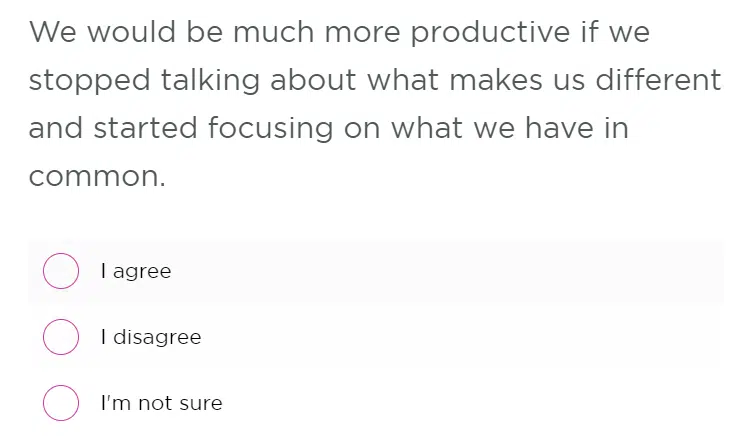 We would be much more productive if we
stopped talking about what makes us different
and started focusing on what we have in
common.
I agree
I disagree
I'm not sure